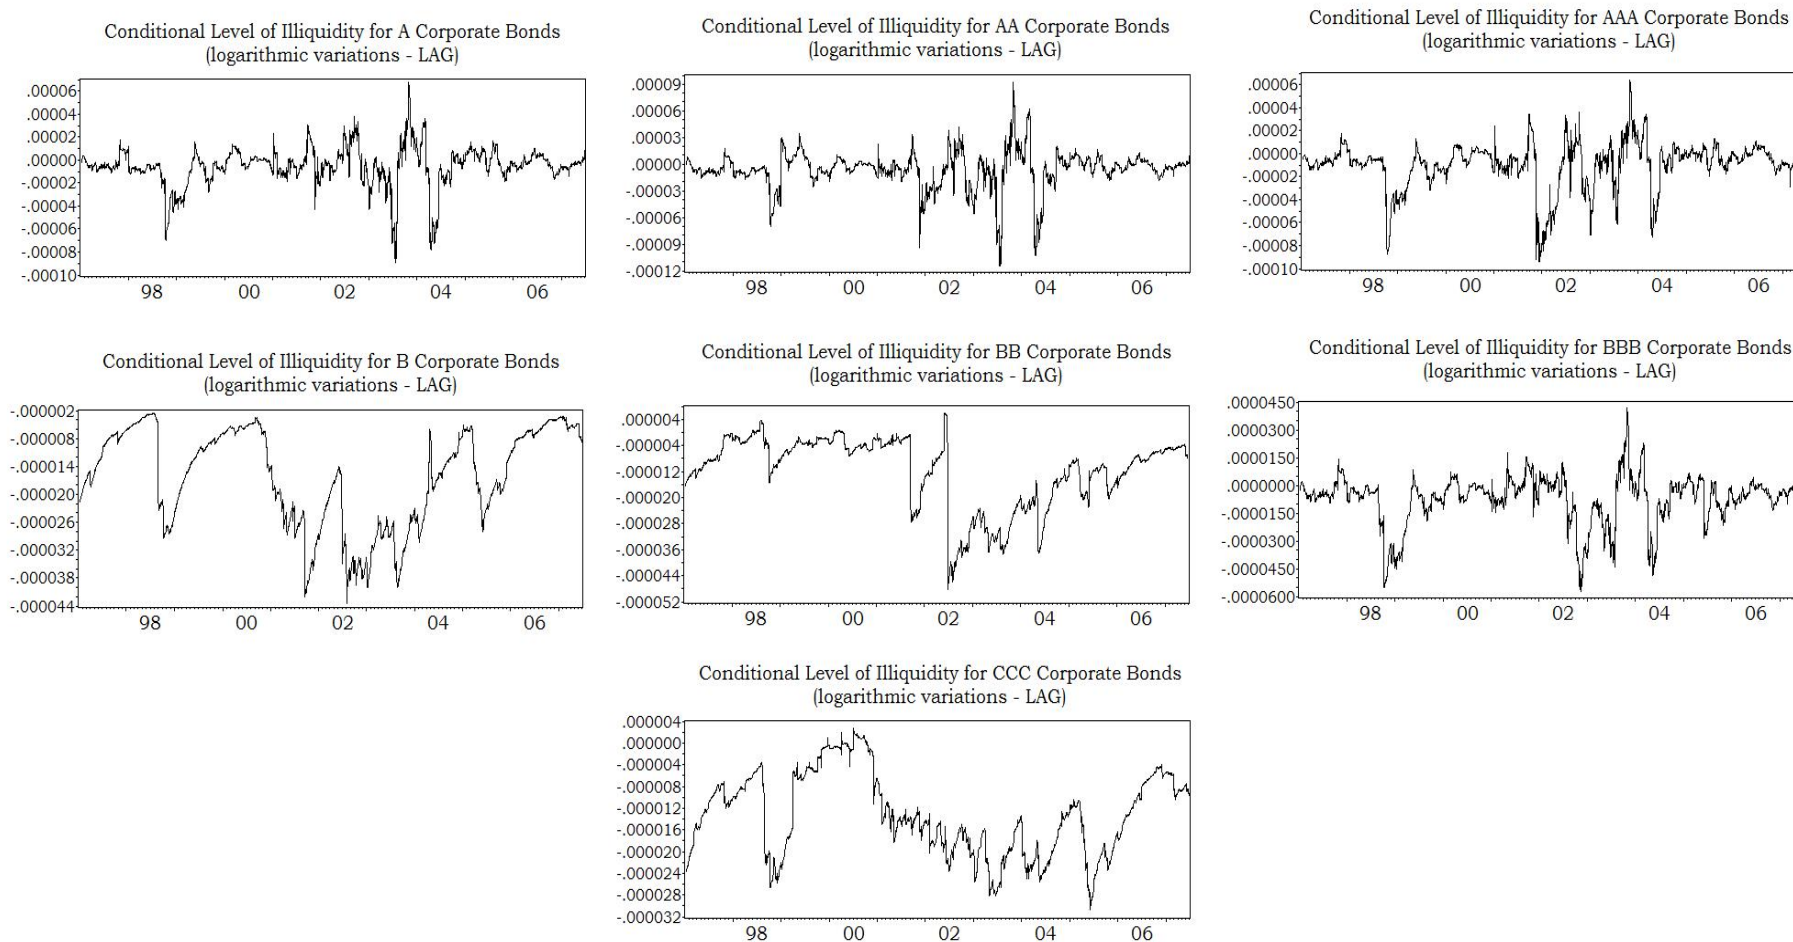 Conditional Level of Illiquidity for A Corporate Bonds
(logarithmic variations - LAG)
.00006
.00004
.00002
.00000
-.00002
-.00004
-.00006
-.00008
-.00010
98 00 02 04 06
Conditional Level of Illiquidity for AA Corporate Bonds
(logarithmic variations - LAG)
.00009
.00006
.00003
.00000
-.00003
-.00006
-.00009
-.00012
98 00 02 04 06
Conditional Level of Illiquidity for AAA Corporate Bonds
(logarithmic variations - LAG)
.00006
.00004
.00002
.00000
-.00002
-.00004
-.00006
-.00008
-.00010
98 00 02 04 06
Conditional Level of Illiquidity for B Corporate Bonds
(logarithmic variations - LAG)
-.000002
-.000008
-.000014
-.000020
-.000026
-.000032
-.000038
-.000044
98 00 02 04 06
Conditional Level of Illiquidity for BB Corporate Bonds
(logarithmic variations - LAG)
.000004
-.000004
-.000012
-.000020
-.000028
-.000036
-.000044
-.000052
98 00 02 04 06
Conditional Level of Illiquidity for BBB Corporate Bonds
(logarithmic variations - LAG)
.0000450
.0000300
.0000150
.0000000
-.0000150
-.0000300
-.0000450
-.0000600
98 00 02 04 06
Conditional Level of Illiquidity for CCC Corporate Bonds
(logarithmic variations - LAG)
.000004
.000000
-.000004
-.000008
-.000012
-.000016
-.000020
-.000024
-.000028
-.000032
98 00 02 04 06